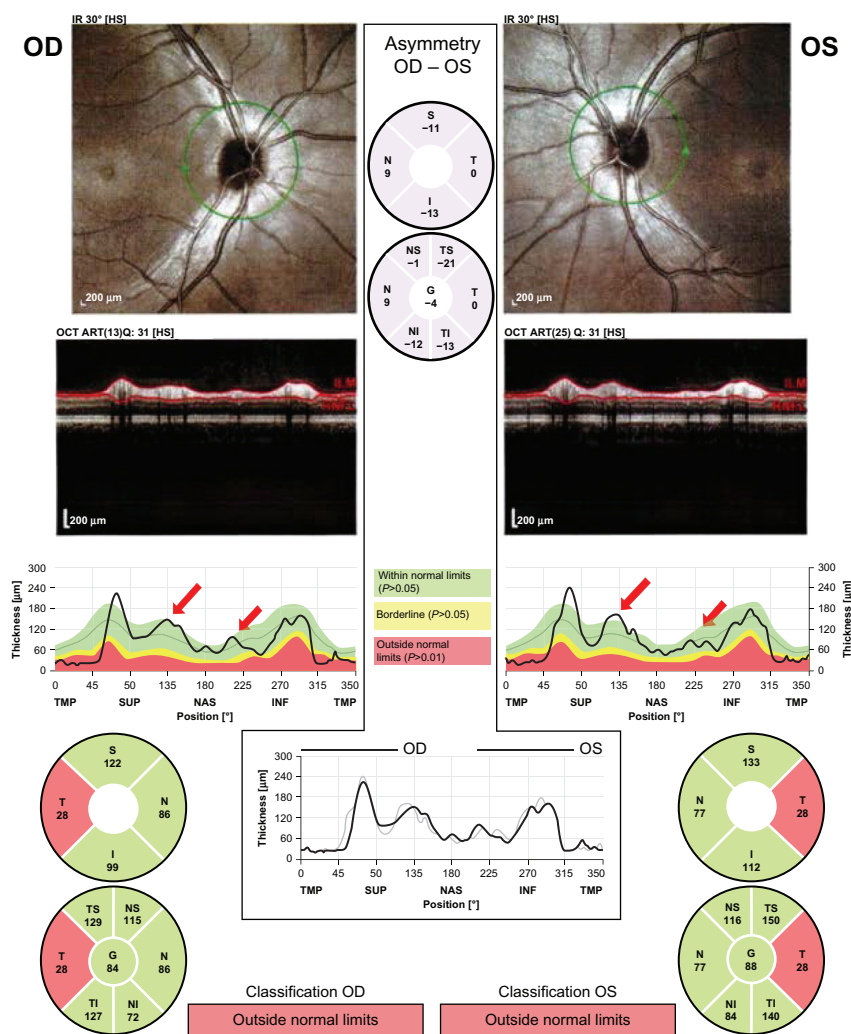 OD
IR 30° [HS]
200 µm
Asymmetry
OD – OS
S
−11
N
9
T
0
I
−13
NS
−1
TS
−21
N
9
G
−4
T
0
NI
−12
TI
−13
IR 30° [HS]
OS
200 µm
OCT ART(13)Q: 31 [HS]
ILM
200 µm
OCT ART(25) Q: 31 [HS]
ILM
200 µm
Thickness [µm]
300
240
180
120
60
0
0 45 90 135 180 225 270 315 350
TMP SUP NAS INF TMP
Position [°]
Within normal limits
(P>0.05)
Borderline (P>0.05)
Outside normal
limits (P>0.01)
300
240
180
120
60
0
Thickness [µm]
0 45 50 135 150 225 270 315 350
TMP SUP NAS INF TMP
Position [°]
S
122
T
28
N
86
I
99
TS
129
NS
115
T
28
G
84
N
86
TI
127
NI
72
OD
OS
Thickness [µm]
300
240
180
120
60
0
0 45 50 135 150 225 270 315 350
TMP SUP NAS INF TMP
Position [°]
S
133
N
77
T
28
I
112
NS
116
TS
150
N
77
G
88
T
28
NI
84
TI
140
Classification OD
Outside normal limits
Classification OS
Outside normal limits